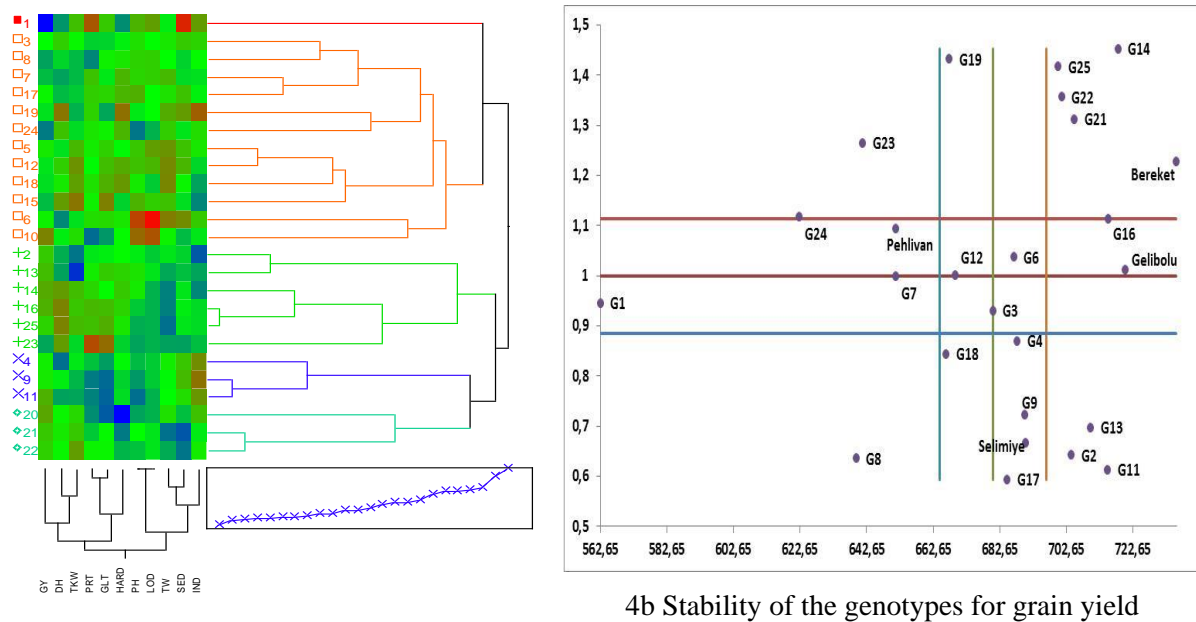 1
3
8
7
17
19
24
5
12
18
15
6
10
2
13
14
16
25
23
4
9
11
20
21
22
GY
DH
TKW
PRT
GLT
HARD
PH
LOD
TW
SED
IND
1,5
1,4
1,3
1,2
1,1
1
0,9
0,8
0,7
0,6
0,5
G14
G19
G25
G22
G21
G23
Bereket
G24
Pehlivan
G16
G12
G6
Gelibolu
G7
G1
G3
G4
G18
G9
G13
Selimiye
G2
G8
G17
G11
562,65 582,65 602,65 622,65 642,65 662,65 682,65 702,65 722,65
4b Stability of the genotypes for grain yield